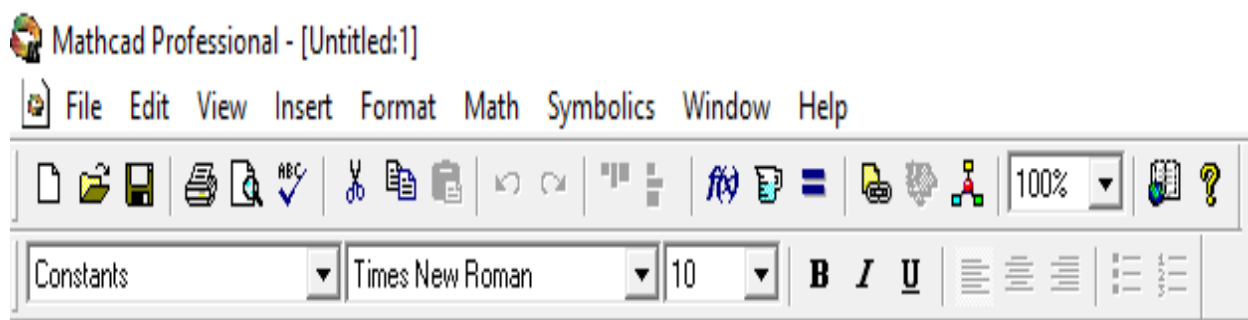 Mathcad Professional - [Untitled:1]
File Edit View Insert Format Math Symbolics Window Help
ABC f(x) = 100% ?
Constants Times New Roman 10 B I U